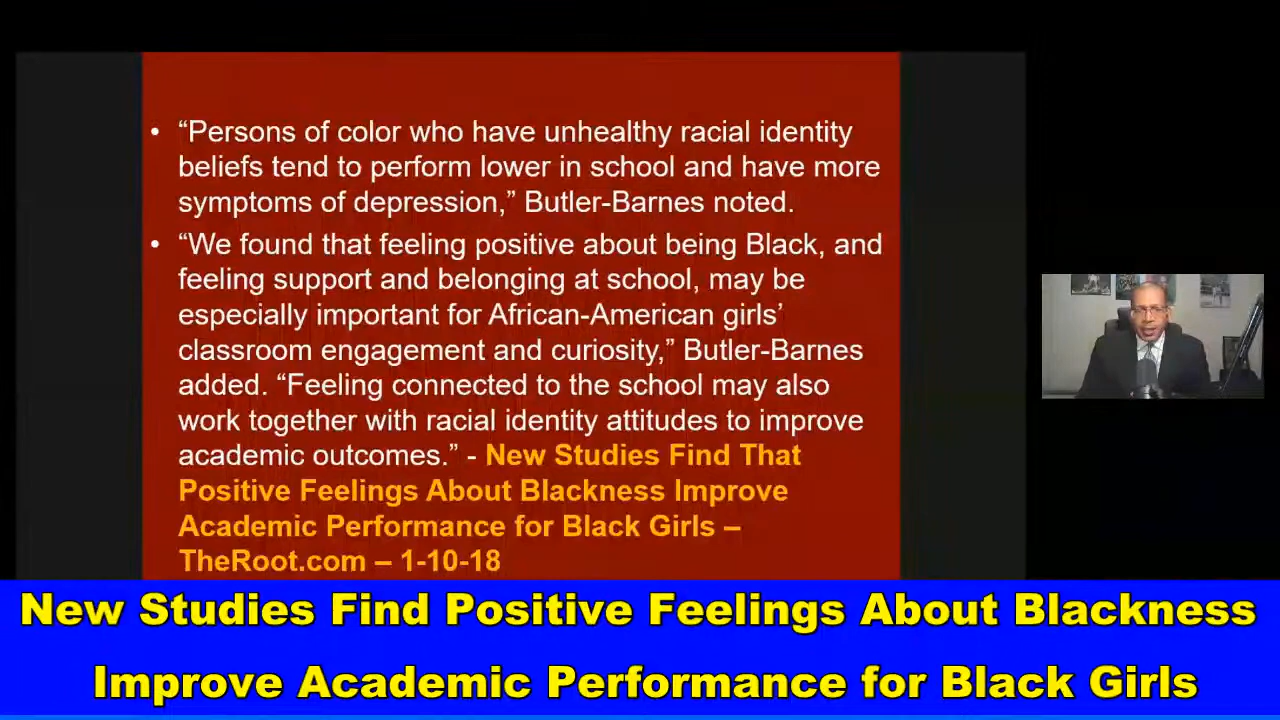 • “Persons of color who have unhealthy racial identity
beliefs tend to perform lower in school and have more
symptoms of depression,” Butler-Barnes noted.
• “We found that feeling positive about being Black, and
feeling support and belonging at school, may be
especially important for African-American girls’
classroom engagement and curiosity,” Butler-Barnes
added. “Feeling connected to the school may also
work together with racial identity attitudes to improve
academic outcomes.” - New Studies Find That
Positive Feelings About Blackness Improve
Academic Performance for Black Girls –
TheRoot.com – 1-10-18
New Studies Find Positive Feelings About Blackness
Improve Academic Performance for Black Girls